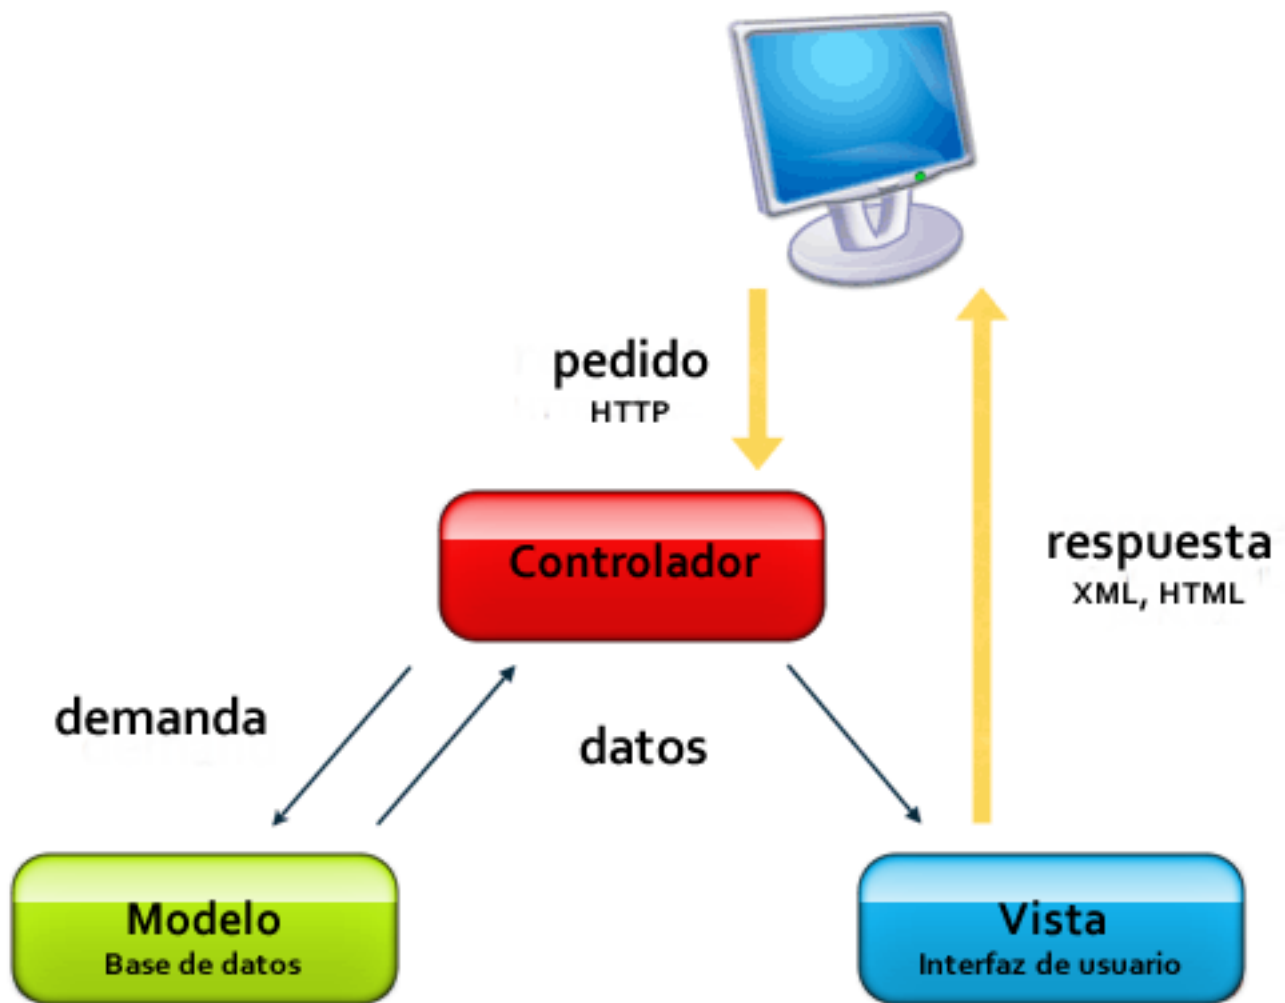 pedido
HTTP
Controlador
respuesta
XML, HTML
demanda
datos
Modelo
Base de datos
Vista
Interfaz de usuario